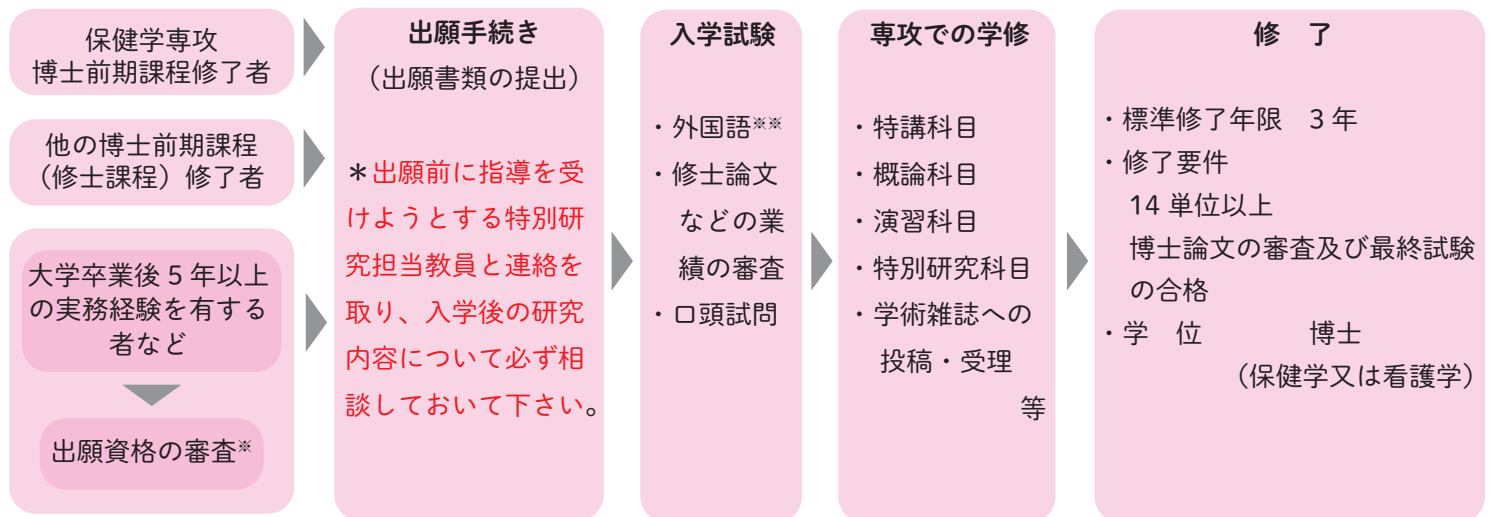 保健学専攻
博士前期課程修了者
他の博士前期課程
（修士課程）修了者
大学卒業後 5 年以上
の実務経験を有する
者など
出願資格の審査※
出願手続き
（出願書類の提出）
＊出願前に指導を受
けようとする特別研
究担当教員と連絡を
取り、入学後の研究
内容について必ず相
談しておいて下さい。
入学試験
・外国語※※
・修士論文
などの業
績の審査
・口頭試問
専攻での学修
・特講科目
・概論科目
・演習科目
・特別研究科目
・学術雑誌への
投稿・受理
等
修　了
・標準修了年限　3 年
・修了要件
14 単位以上
博士論文の審査及び最終試験
の合格
・学　位　　　　博士
（保健学又は看護学）